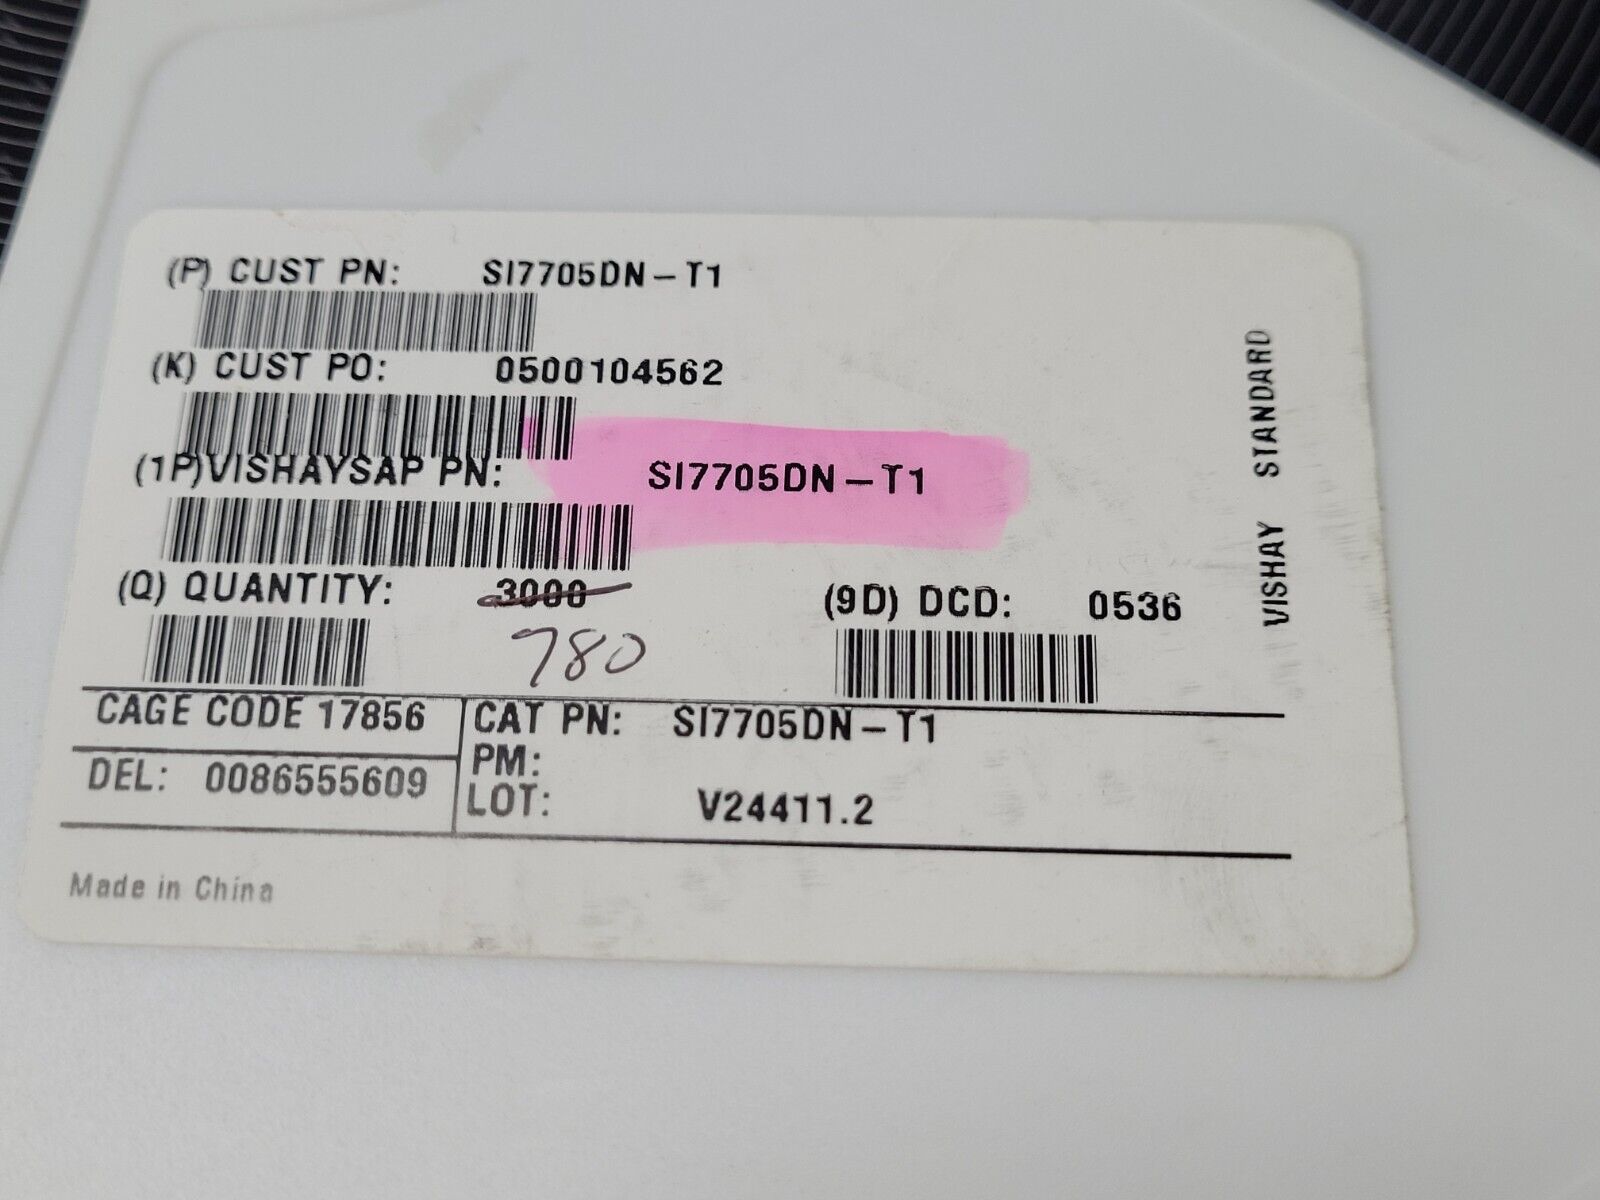 (P) CUST PN: SI7705DN-T1
(K) CUST PO: 0500104562
(1P)VISHAYSAP PN: SI7705DN-T1
(Q) QUANTITY: 3000
780
(9D) DCD: 0536
CAGE CODE 17856
DEL: 0086555609
CAT PN: SI7705DN-T1
PM:
LOT: V24411.2
Made in China
VISHAY STANDARD